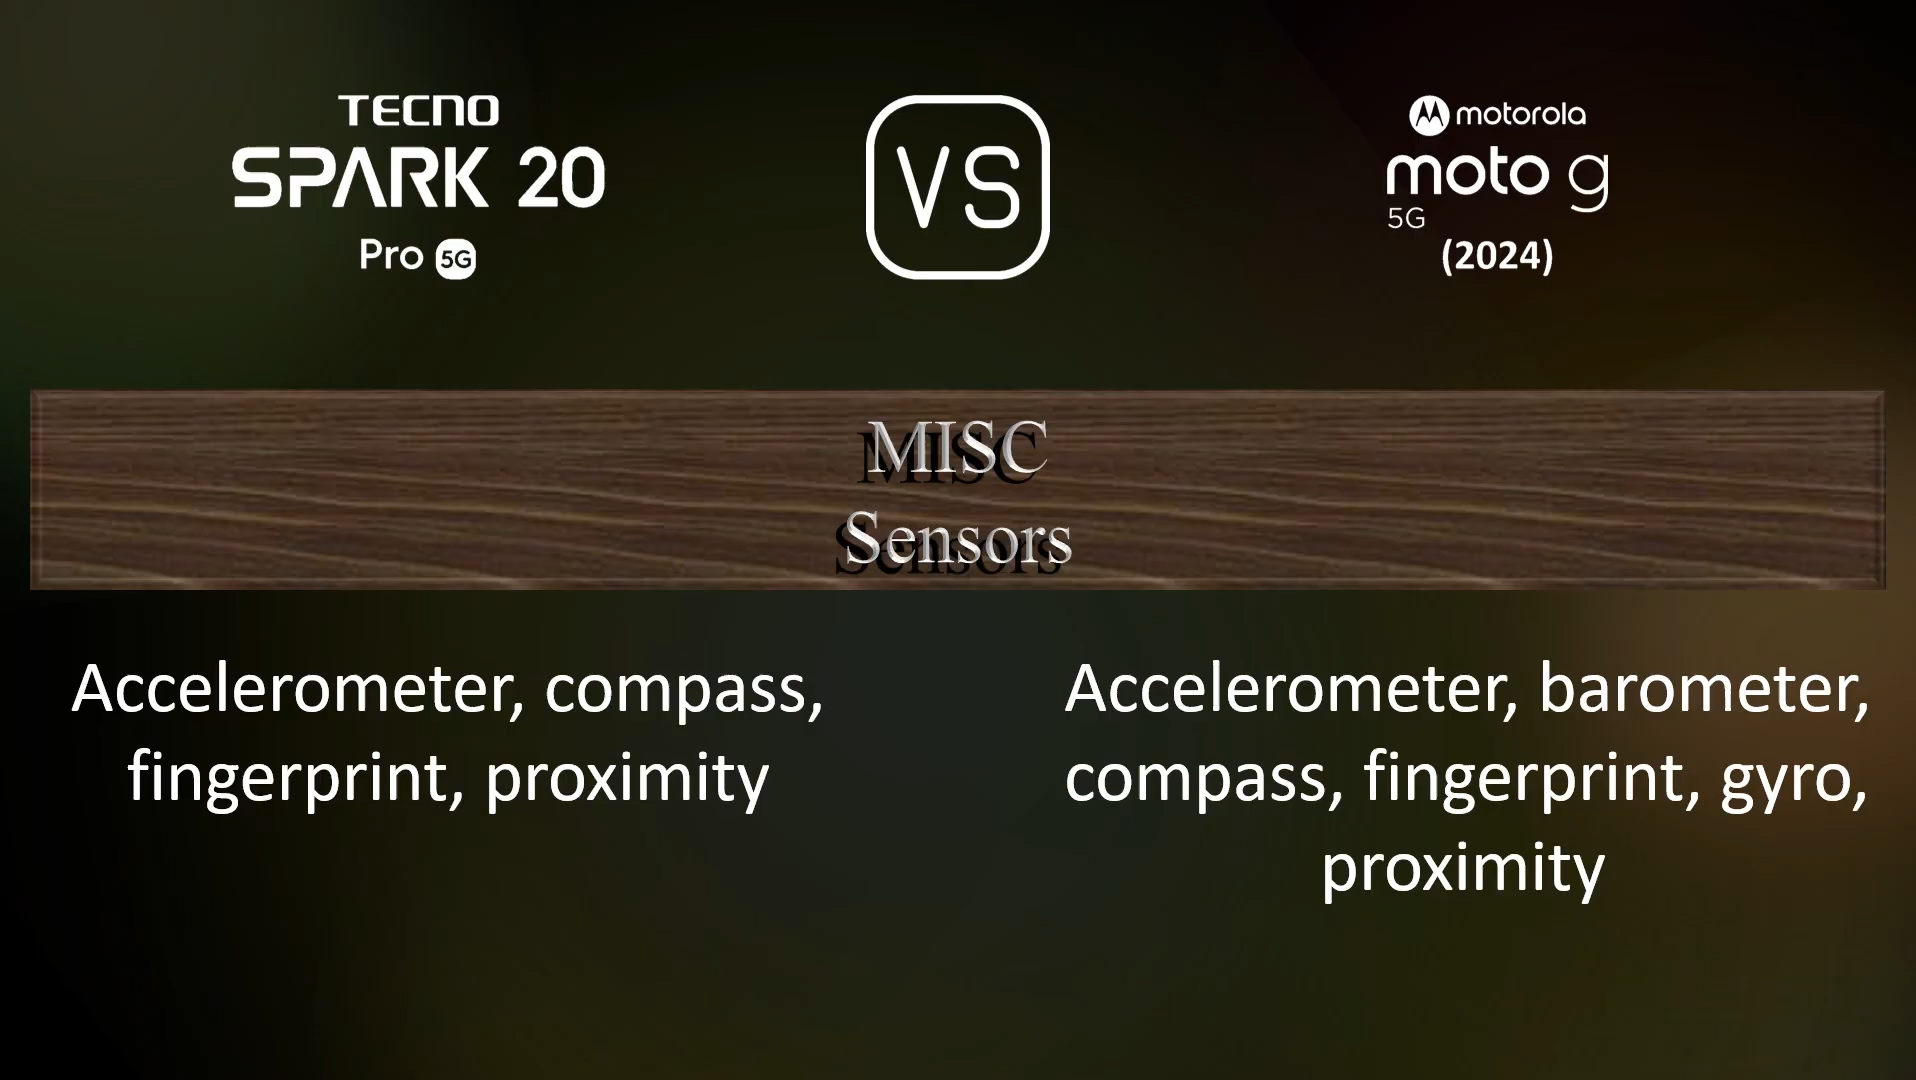 TECNO
SPARK 20
Pro 5G
VS
motorola
moto g
5G
(2024)
MISC
Sensors
Accelerometer, compass,
fingerprint, proximity
Accelerometer, barometer,
compass, fingerprint, gyro,
proximity